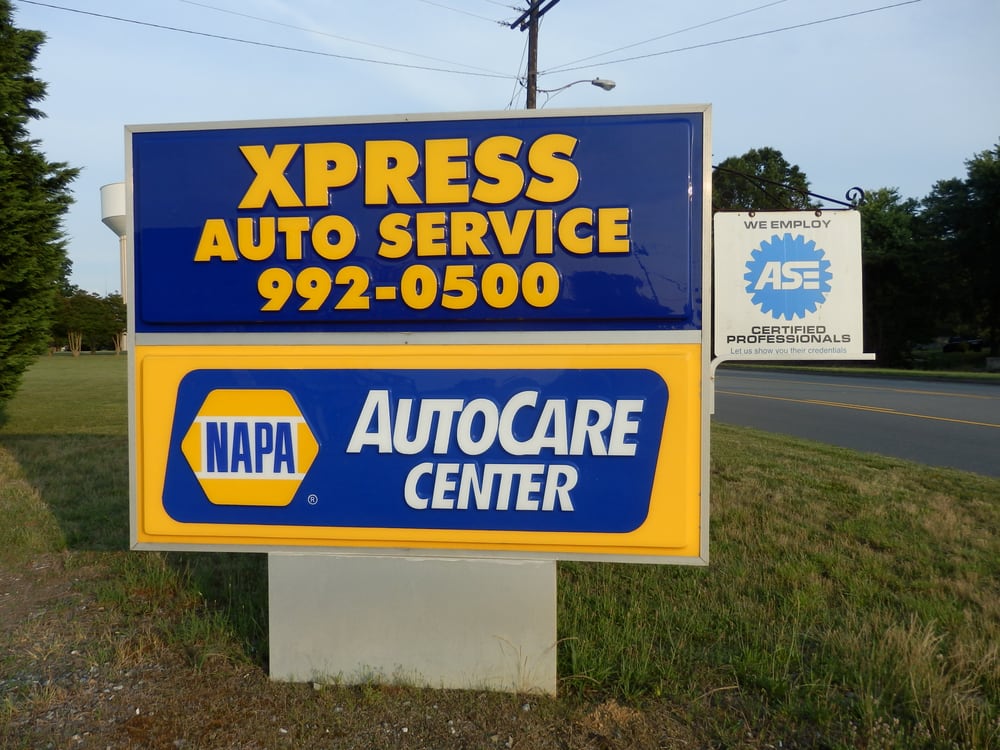 XPRESS
AUTO SERVICE
992-0500
NAPA
®
AUTOCARE
CENTER
WE EMPLOY
ASE
CERTIFIED
PROFESSIONALS
Let us show you their credentials